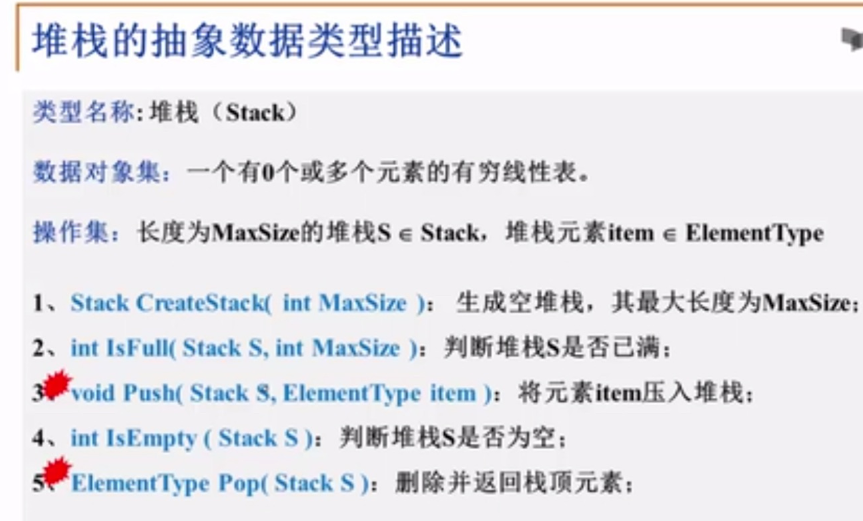 堆栈的抽象数据类型描述
类型名称: 堆栈（Stack）
数据对象集：一个有0个或多个元素的有穷线性表。
操作集：长度为MaxSize的堆栈S ∈ Stack，堆栈元素item ∈ ElementType
1、Stack CreateStack( int MaxSize )： 生成空堆栈，其最大长度为MaxSize；
2、int IsFull( Stack S, int MaxSize )：判断堆栈S是否已满；
3、void Push( Stack S, ElementType item )：将元素item压入堆栈；
4、int IsEmpty ( Stack S )：判断堆栈S是否为空；
5、ElementType Pop( Stack S )：删除并返回栈顶元素；